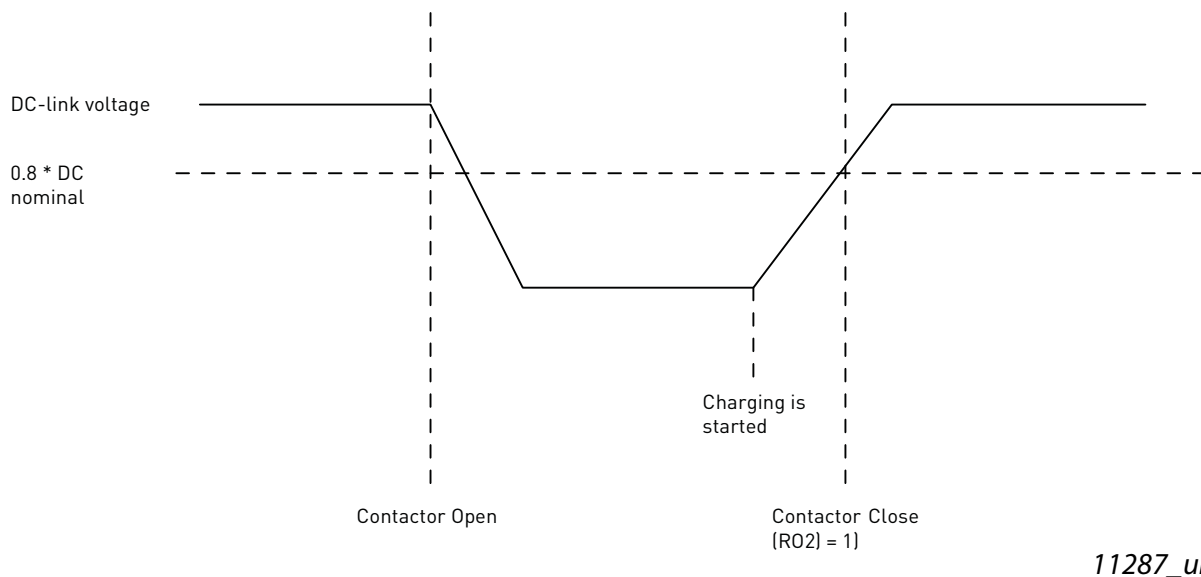 DC-link voltage
0.8 * DC
nominal
Charging is
started
Contactor Open
Contactor Close
(RO2) = 1)